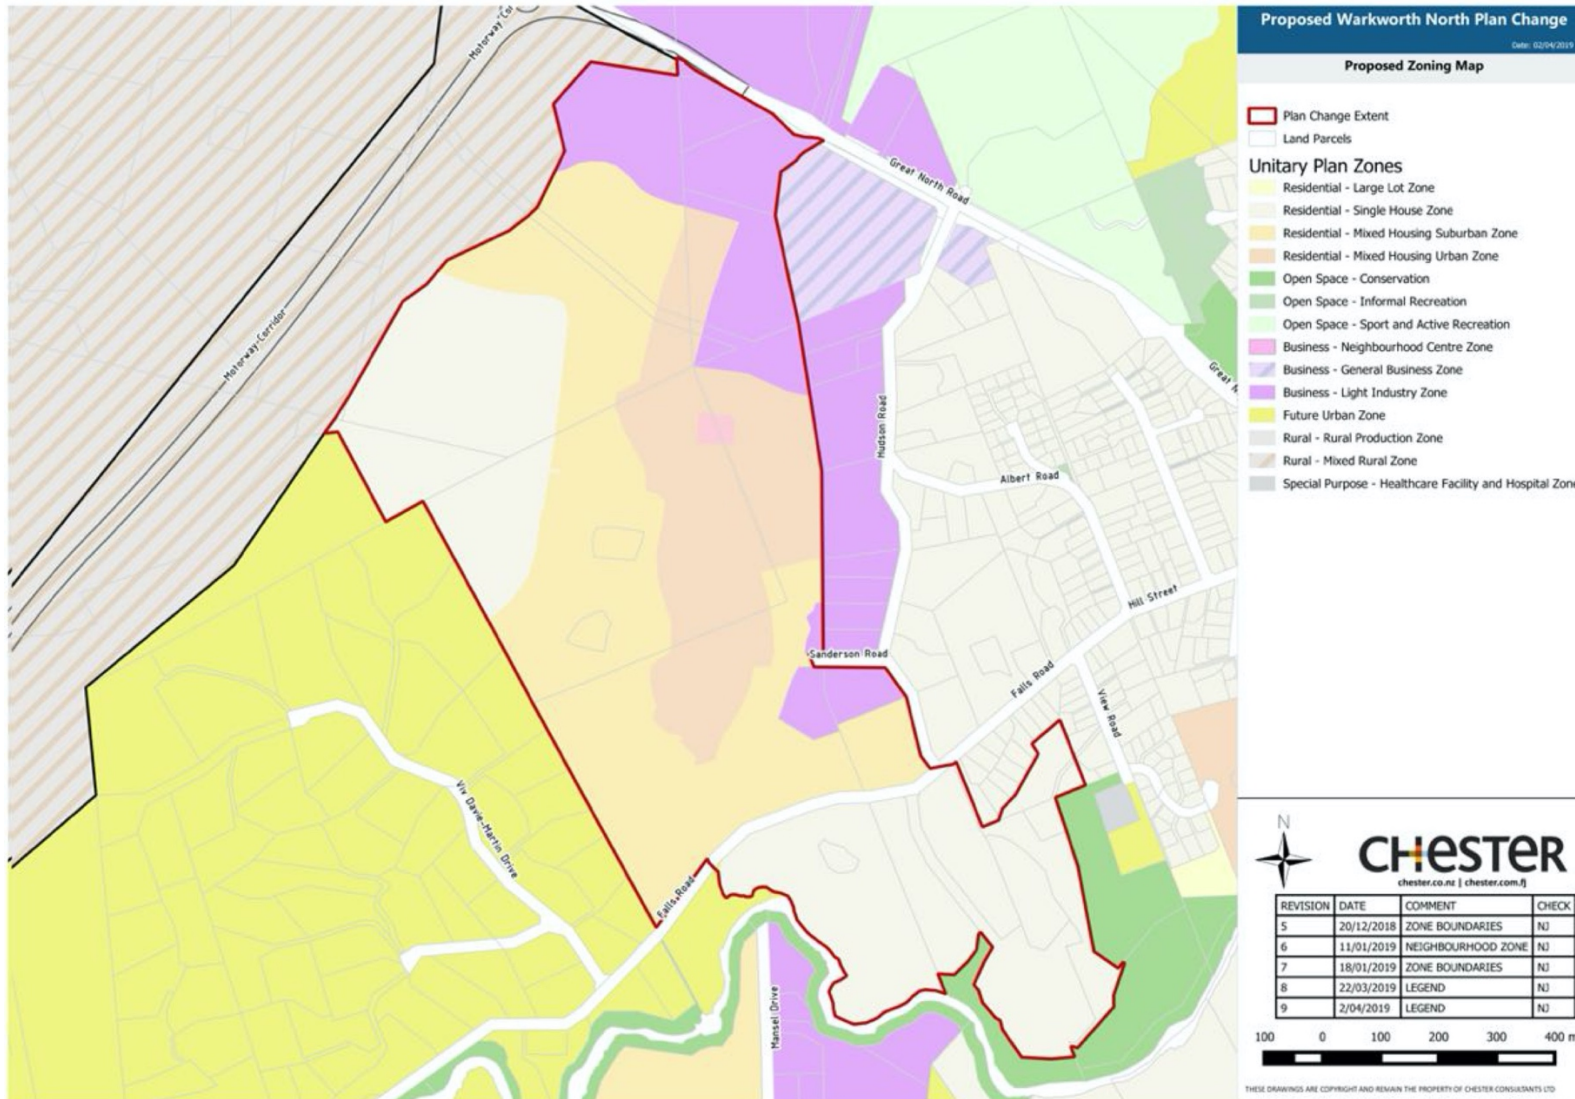 Proposed Warkworth North Plan Change
Date: 02/04/2019
Proposed Zoning Map
Plan Change Extent
Land Parcels
Unitary Plan Zones
Residential - Large Lot Zone
Residential - Single House Zone
Residential - Mixed Housing Suburban Zone
Residential - Mixed Housing Urban Zone
Open Space - Conservation
Open Space - Informal Recreation
Open Space - Sport and Active Recreation
Business - Neighbourhood Centre Zone
Business - General Business Zone
Business - Light Industry Zone
Future Urban Zone
Rural - Rural Production Zone
Rural - Mixed Rural Zone
Special Purpose - Healthcare Facility and Hospital Zone
Motorway-Cor
Great North Road
Motorway-Corridor
Great N
Hudson Road
Albert Road
Hill Street
Sanderson Road
Falls Road
View Road
Viv Davie-Martin Drive
Falls Road
Mansel Drive
N
CHESTER
chester.co.nz | chester.com.fj
REVISION DATE COMMENT CHECK
5 20/12/2018 ZONE BOUNDARIES NJ
6 11/01/2019 NEIGHBOURHOOD ZONE NJ
7 18/01/2019 ZONE BOUNDARIES NJ
8 22/03/2019 LEGEND NJ
9 2/04/2019 LEGEND NJ
100 0 100 200 300 400 m
THESE DRAWINGS ARE COPYRIGHT AND REMAIN THE PROPERTY OF CHESTER CONSULTANTS LTD